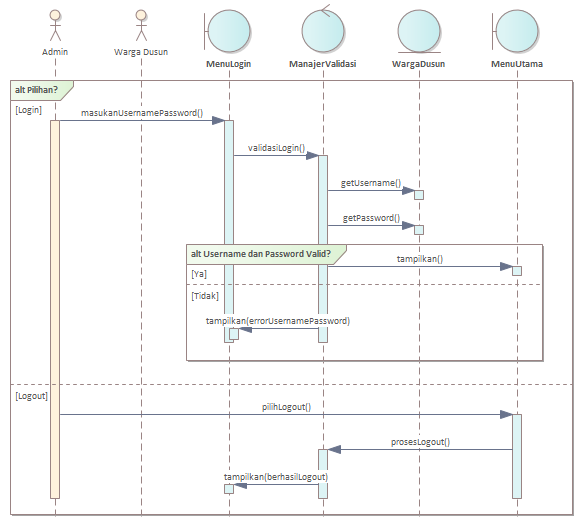 Admin
Warga Dusun
MenuLogin
ManajerValidasi
WargaDusun
MenuUtama
alt Pilihan?
[Login]
masukanUsernamePassword()
validasiLogin()
getUsername()
getPassword()
alt Username dan Password Valid?
tampilkan()
[Ya]
[Tidak]
tampilkan(errorUsernamePassword)
[Logout]
pilihLogout()
prosesLogout()
tampilkan(berhasilLogout)